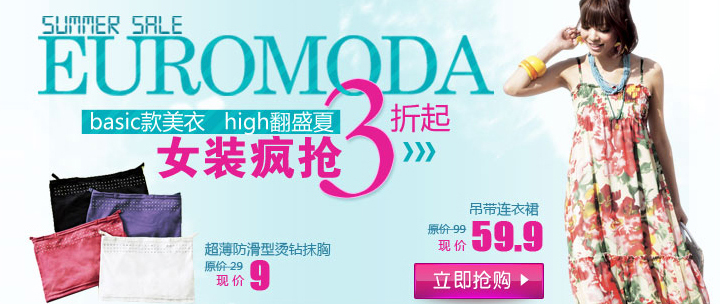 SUMMER SALE
EUROMODA
basic款美衣 high翻盛夏
女装疯抢3折起
吊带连衣裙
原价 99
现价 59.9
超薄防滑型烫钻抹胸
原价 29
现价 9
立即抢购